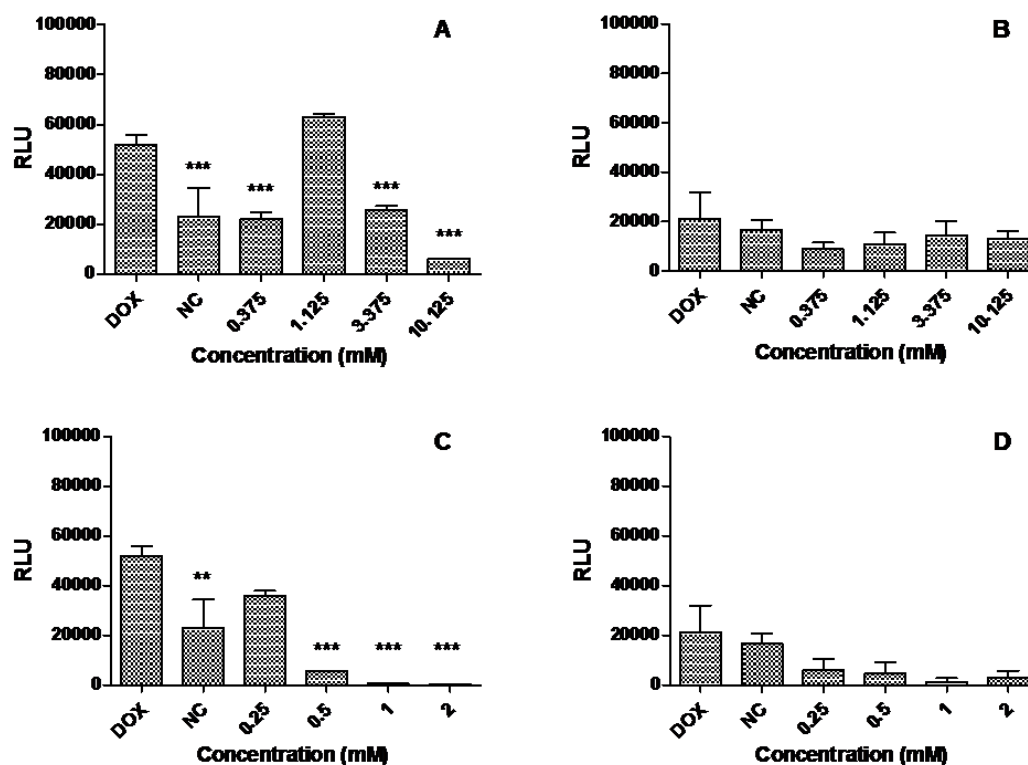 A
100000
80000
60000
40000
20000
0
RLU
***
***
***
***
DOX
NC
0.375
1.125
3.375
10.125
Concentration (mM)
B
100000
80000
60000
40000
20000
0
RLU
DOX
NC
0.375
1.125
3.375
10.125
Concentration (mM)
C
100000
80000
60000
40000
20000
0
RLU
**
***
***
***
DOX
NC
0.25
0.5
1
2
Concentration (mM)
D
100000
80000
60000
40000
20000
0
RLU
DOX
NC
0.25
0.5
1
2
Concentration (mM)